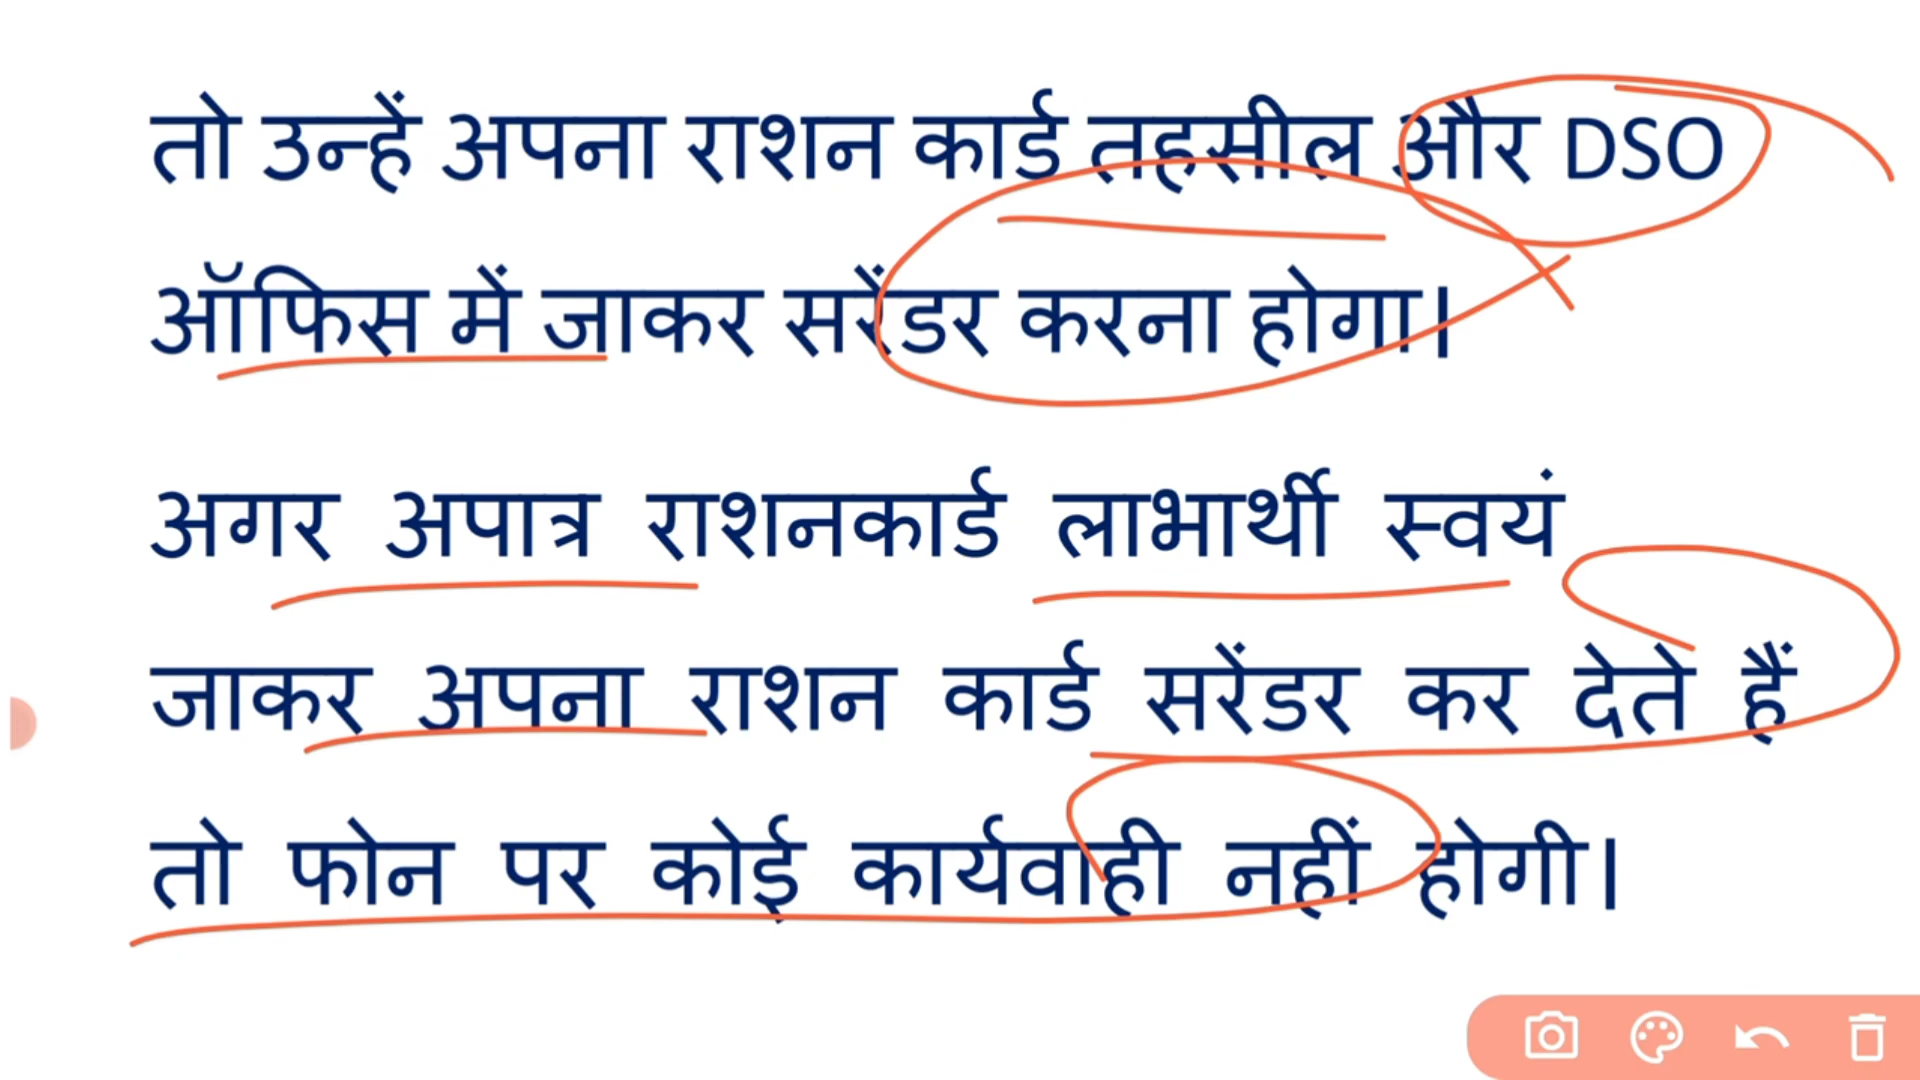 तो उन्हें अपना राशन कार्ड तहसील और DSO
ऑफिस में जाकर सरेंडर करना होगा।
अगर अपात्र राशनकार्ड लाभार्थी स्वयं
जाकर अपना राशन कार्ड सरेंडर कर देते हैं
तो फोन पर कोई कार्यवाही नहीं होगी।